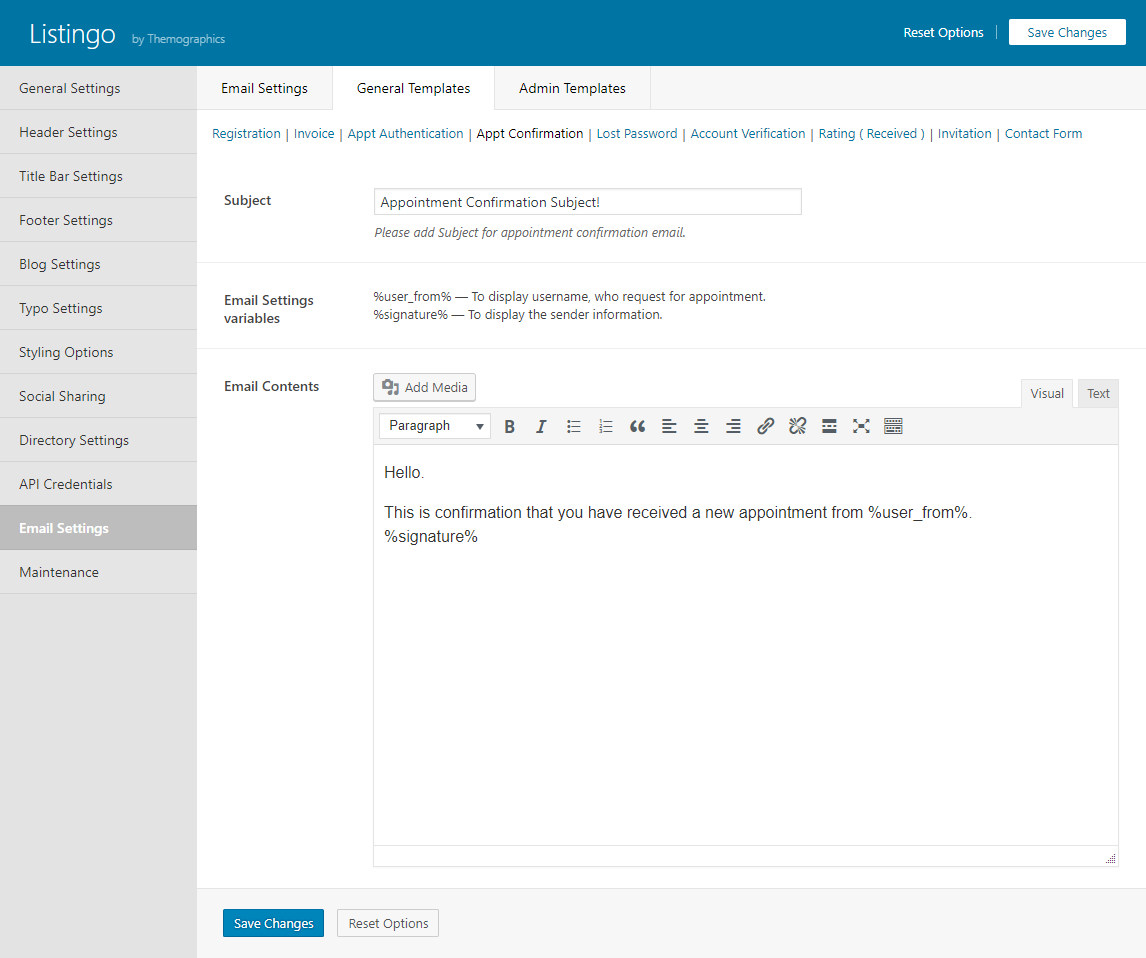 Listingo by Themographics
Reset Options | Save Changes
General Settings
Header Settings
Title Bar Settings
Footer Settings
Blog Settings
Typo Settings
Styling Options
Social Sharing
Directory Settings
API Credentials
Email Settings
Maintenance
Email Settings General Templates Admin Templates
Registration | Invoice | Appt Authentication | Appt Confirmation | Lost Password | Account Verification | Rating ( Received ) | Invitation | Contact Form
Subject
Appointment Confirmation Subject!
Please add Subject for appointment confirmation email.
Email Settings
variables
%user_from% — To display username, who request for appointment.
%signature% — To display the sender information.
Email Contents
Add Media
Visual Text
Paragraph
Hello.
This is confirmation that you have received a new appointment from %user_from%.
%signature%
Save Changes Reset Options